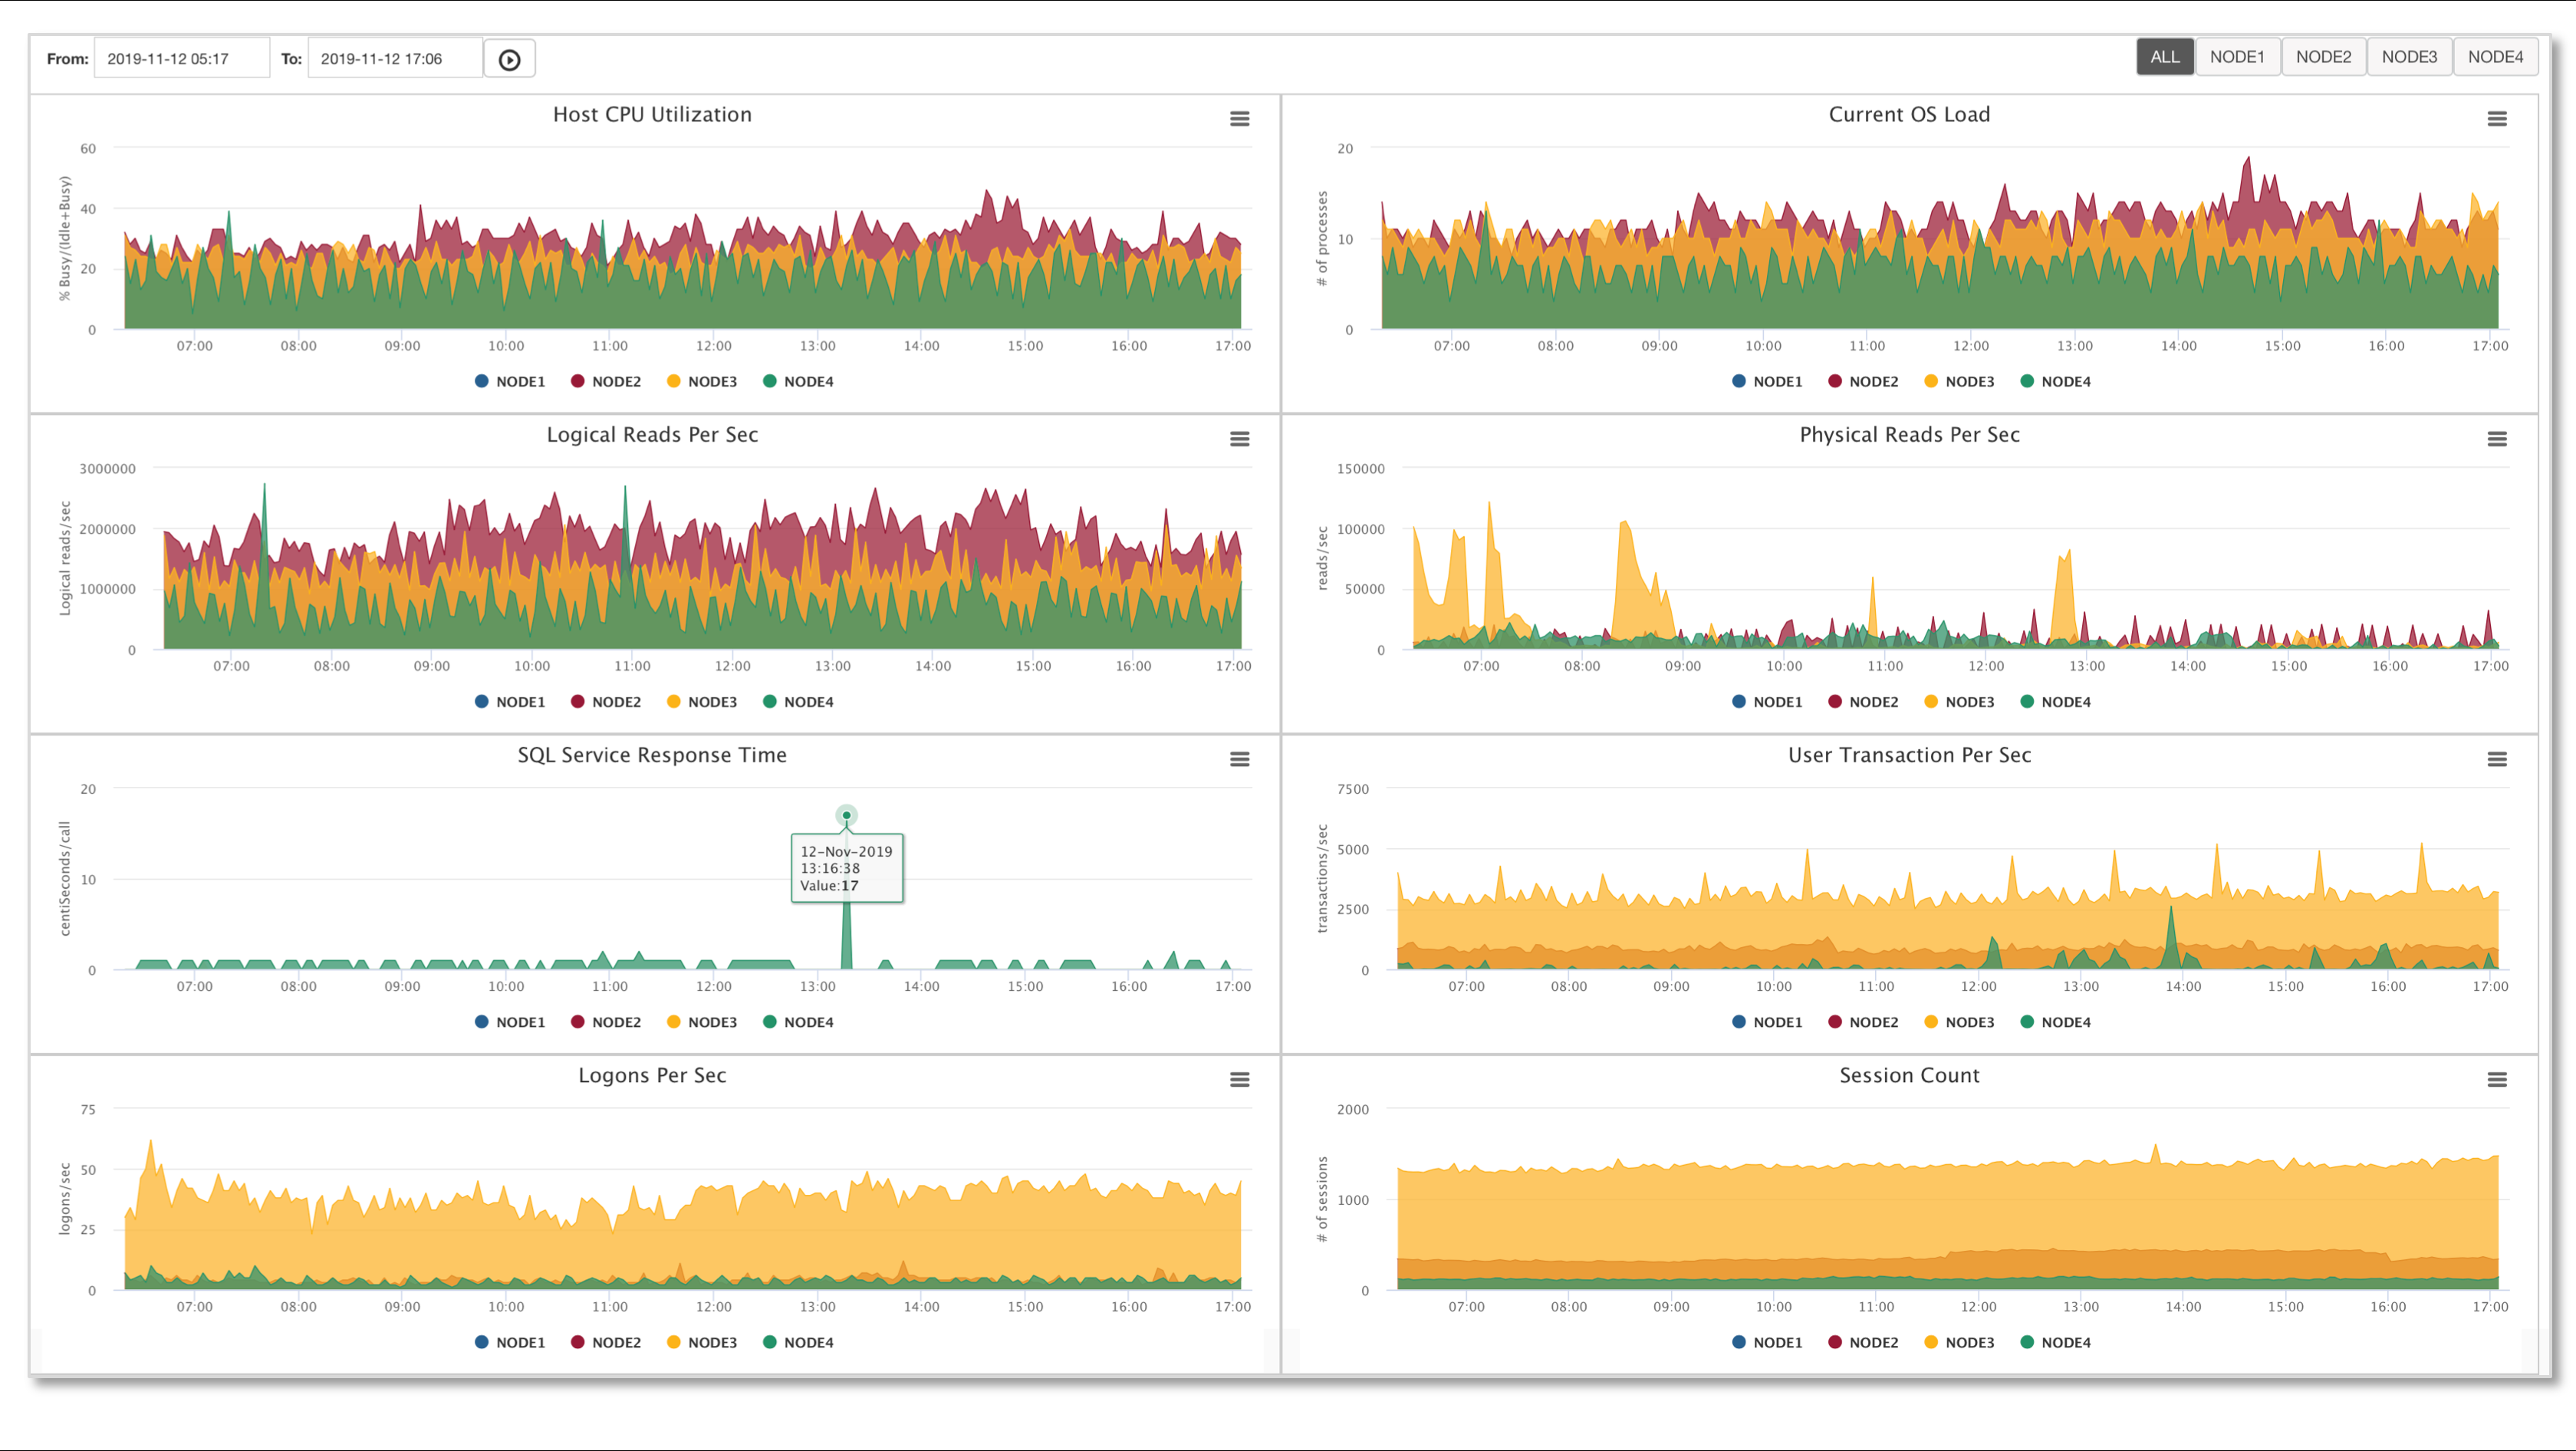 From: 2019-11-12 05:17 To: 2019-11-12 17:06
ALL NODE1 NODE2 NODE3 NODE4
Host CPU Utilization
% Busy/(Idle+Busy)
60
40
20
0
07:00 08:00 09:00 10:00 11:00 12:00 13:00 14:00 15:00 16:00 17:00
NODE1 NODE2 NODE3 NODE4
Current OS Load
# of processes
20
10
0
07:00 08:00 09:00 10:00 11:00 12:00 13:00 14:00 15:00 16:00 17:00
NODE1 NODE2 NODE3 NODE4
Logical Reads Per Sec
Logical reads/sec
3000000
2000000
1000000
0
07:00 08:00 09:00 10:00 11:00 12:00 13:00 14:00 15:00 16:00 17:00
NODE1 NODE2 NODE3 NODE4
Physical Reads Per Sec
reads/sec
150000
100000
50000
0
07:00 08:00 09:00 10:00 11:00 12:00 13:00 14:00 15:00 16:00 17:00
NODE1 NODE2 NODE3 NODE4
SQL Service Response Time
centiSeconds/call
20
10
0
12-Nov-2019
13:16:38
Value:17
07:00 08:00 09:00 10:00 11:00 12:00 13:00 14:00 15:00 16:00 17:00
NODE1 NODE2 NODE3 NODE4
User Transaction Per Sec
transactions/sec
7500
5000
2500
0
07:00 08:00 09:00 10:00 11:00 12:00 13:00 14:00 15:00 16:00 17:00
NODE1 NODE2 NODE3 NODE4
Logons Per Sec
logons/sec
75
50
25
0
07:00 08:00 09:00 10:00 11:00 12:00 13:00 14:00 15:00 16:00 17:00
NODE1 NODE2 NODE3 NODE4
Session Count
# of sessions
2000
1000
0
07:00 08:00 09:00 10:00 11:00 12:00 13:00 14:00 15:00 16:00 17:00
NODE1 NODE2 NODE3 NODE4